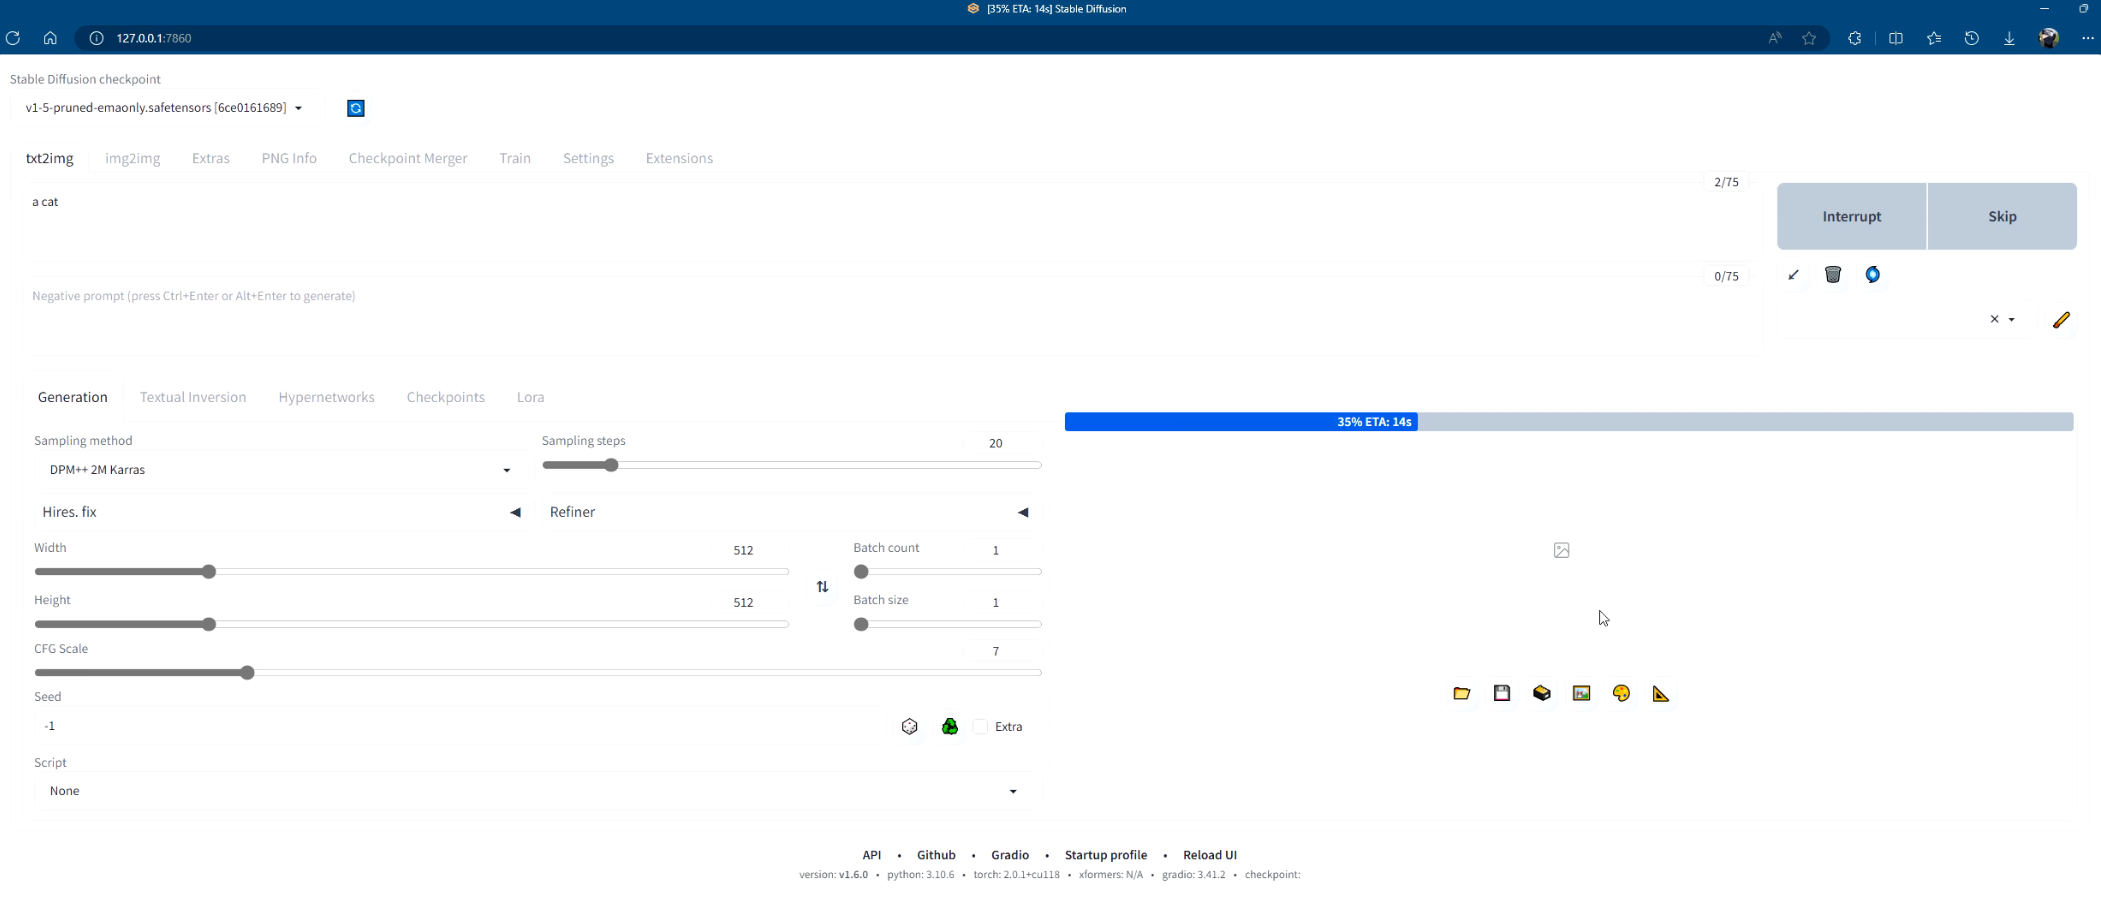 [35% ETA: 14s] Stable Diffusion
127.0.0.1:7860
Stable Diffusion checkpoint
v1-5-pruned-emaonly.safetensors [6ce0161689]
txt2img img2img Extras PNG Info Checkpoint Merger Train Settings Extensions
2/75
a cat
Interrupt Skip
0/75
Negative prompt (press Ctrl+Enter or Alt+Enter to generate)
Generation Textual Inversion Hypernetworks Checkpoints Lora
35% ETA: 14s
Sampling method
DPM++ 2M Karras
Sampling steps
20
Hires. fix
Refiner
Width
512
Batch count
1
Height
512
Batch size
1
CFG Scale
7
Seed
-1
Extra
Script
None
API • Github • Gradio • Startup profile • Reload UI
version: v1.6.0 • python: 3.10.6 • torch: 2.0.1+cu118 • xformers: N/A • gradio: 3.41.2 • checkpoint: